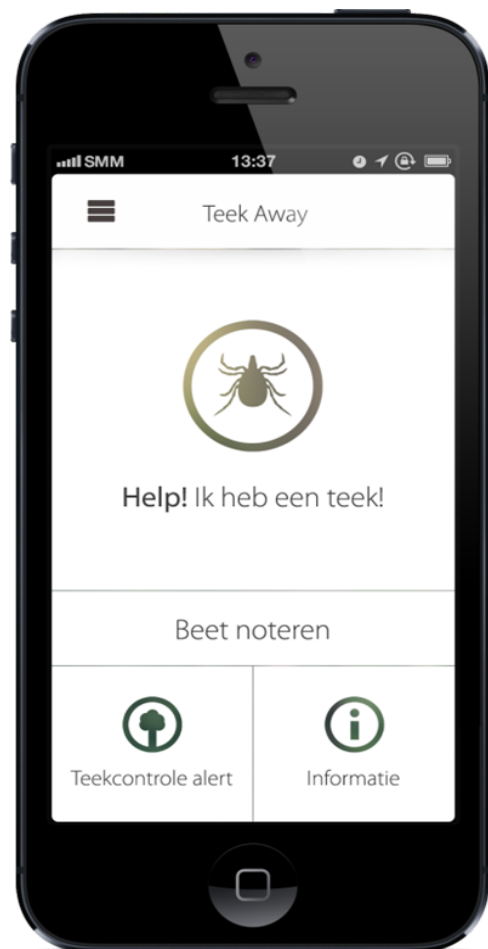 SMM 13:37
Teek Away
Help! Ik heb een teek!
Beet noteren
Teekcontrole alert Informatie